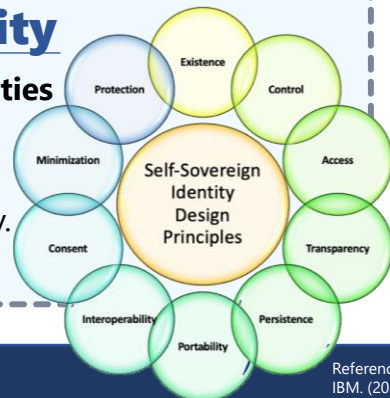 ity
ties
y.
Existence
Control
Access
Transparency
Persistence
Portability
Interoperability
Consent
Minimization
Protection
Self-Sovereign
Identity
Design
Principles
Referenc
IBM. (20